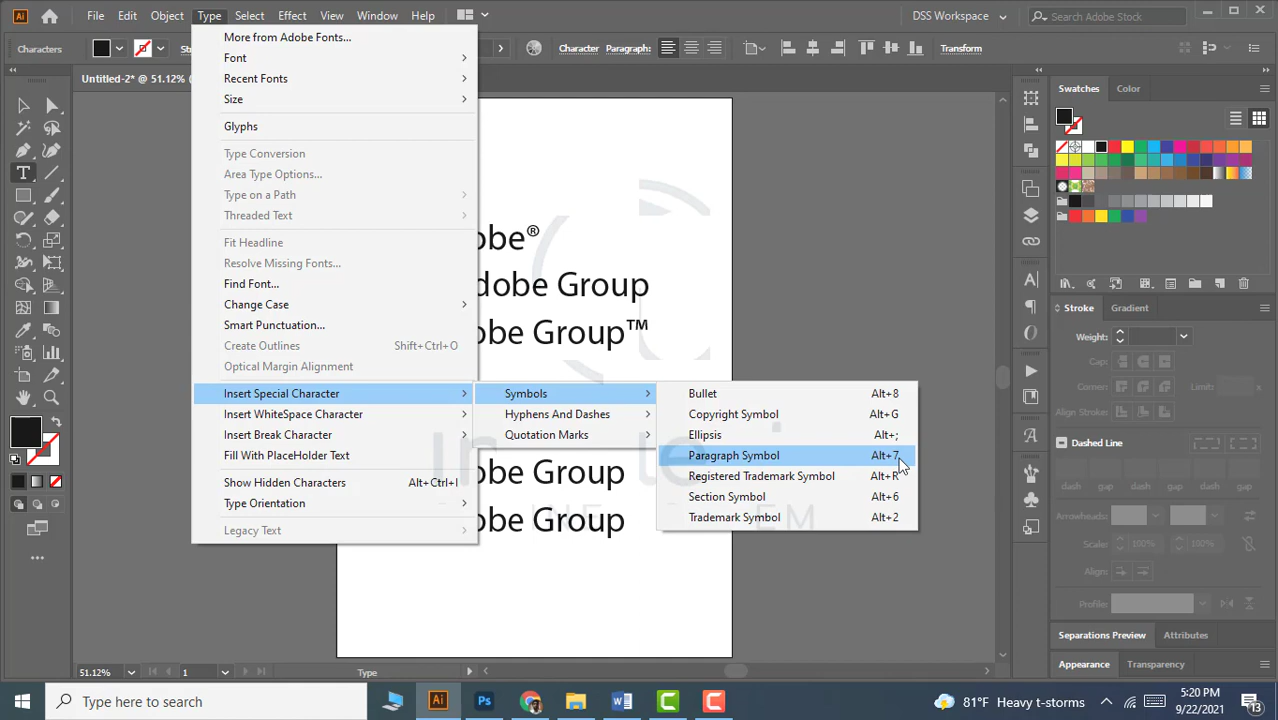 Ai File Edit Object Type Select Effect View Window Help DSS Workspace Search Adobe Stock
Characters Character: Paragraph: Transform
Untitled-2* @ 51.12%
More from Adobe Fonts...
Font
Recent Fonts
Size
Glyphs
Type Conversion
Area Type Options...
Type on a Path
Threaded Text
Fit Headline
Resolve Missing Fonts...
Find Font...
Change Case
Smart Punctuation...
Create Outlines Shift+Ctrl+O
Optical Margin Alignment
Insert Special Character
Insert WhiteSpace Character
Insert Break Character
Fill With PlaceHolder Text
Show Hidden Characters Alt+Ctrl+I
Type Orientation
Legacy Text
Symbols
Hyphens And Dashes
Quotation Marks
Bullet Alt+8
Copyright Symbol Alt+G
Ellipsis Alt+;
Paragraph Symbol Alt+7
Registered Trademark Symbol Alt+R
Section Symbol Alt+6
Trademark Symbol Alt+2
obe®
dobe Group
obe Group™
obe Group
obe Group
Swatches Color
Stroke Gradient
Weight:
Cap:
Corner:
Limit:
Align Stroke:
Dashed Line
dash gap dash gap dash gap
Arrowheads:
Scale: 100% 100%
Align:
Profile:
Separations Preview Attributes
Appearance Transparency
51.12% 1 Type
Type here to search Ai Ps 81°F Heavy t-storms 5:20 PM
9/22/2021 13